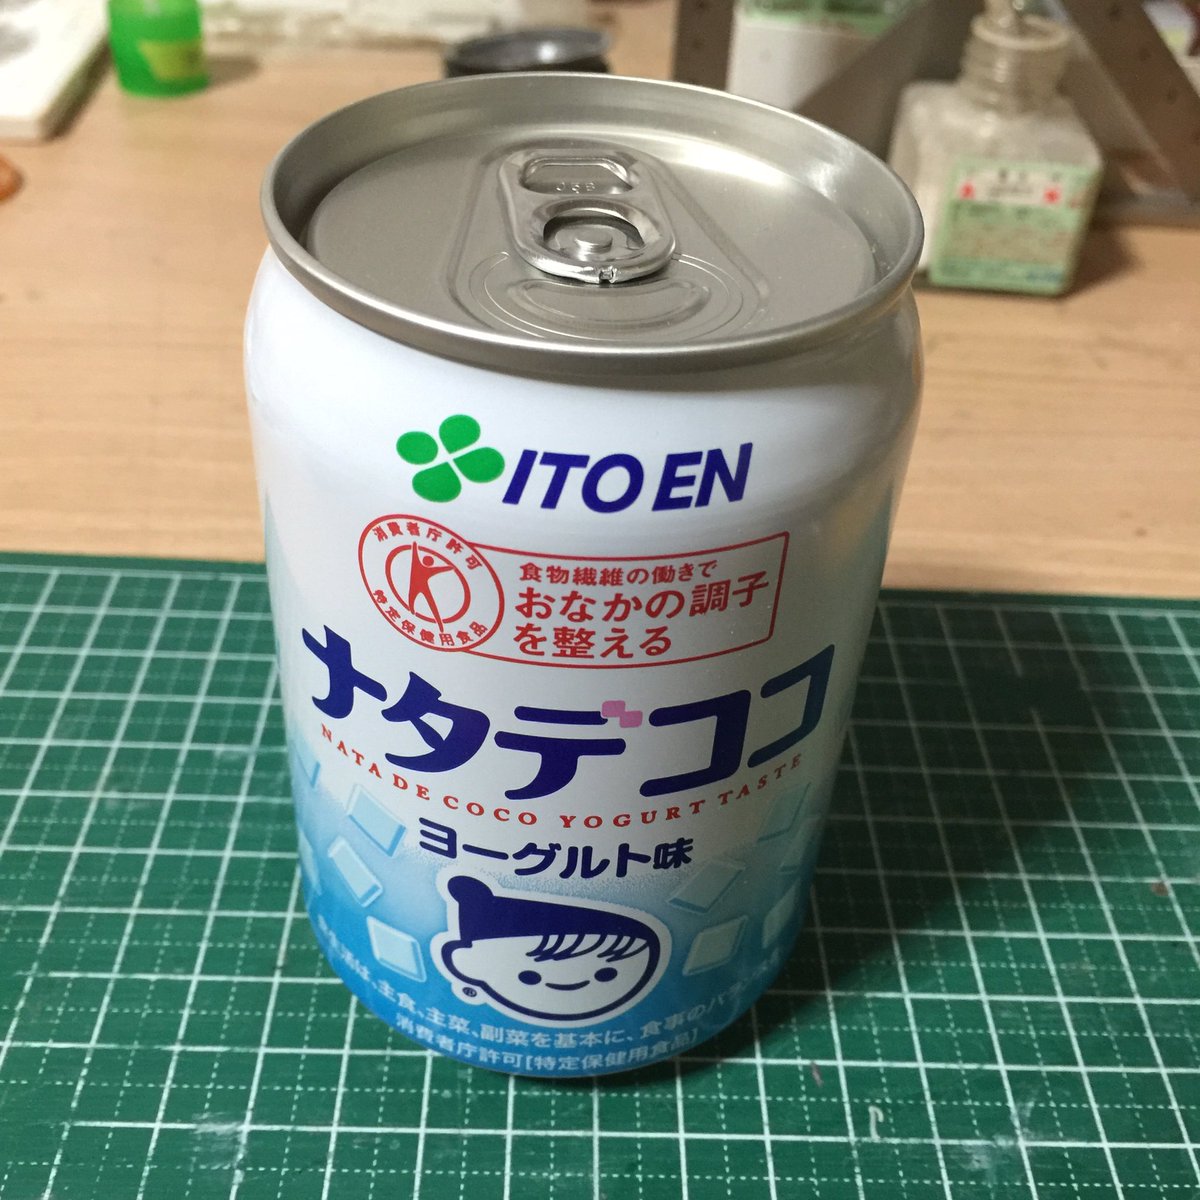 ITO EN
消費者庁許可
特定保健用食品
食物繊維の働きで
おなかの調子
を整える
ナタデココ
NATA DE COCO YOGURT TASTE
ヨーグルト味
®
は、主食、主菜、副菜を基本に、食事のバラ
消費者庁許可[特定保健用食品]